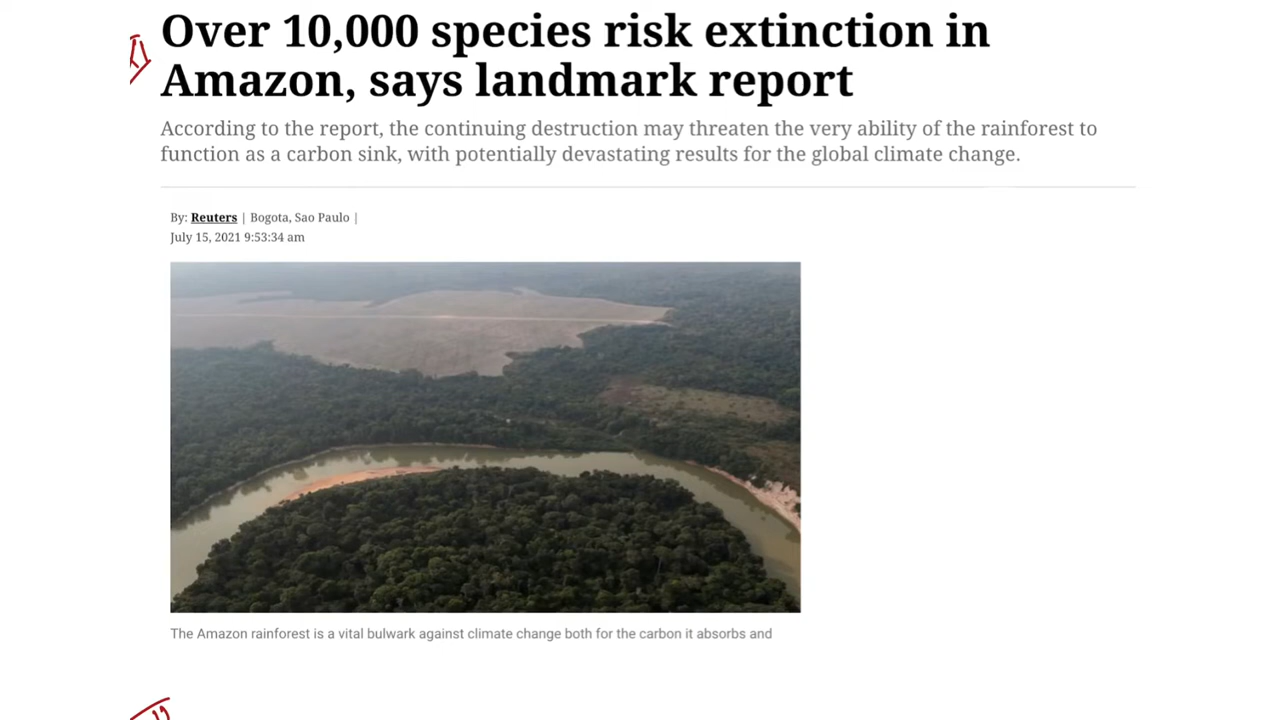 Over 10,000 species risk extinction in
Amazon, says landmark report
According to the report, the continuing destruction may threaten the very ability of the rainforest to
function as a carbon sink, with potentially devastating results for the global climate change.
By: Reuters | Bogota, Sao Paulo |
July 15, 2021 9:53:34 am
The Amazon rainforest is a vital bulwark against climate change both for the carbon it absorbs and